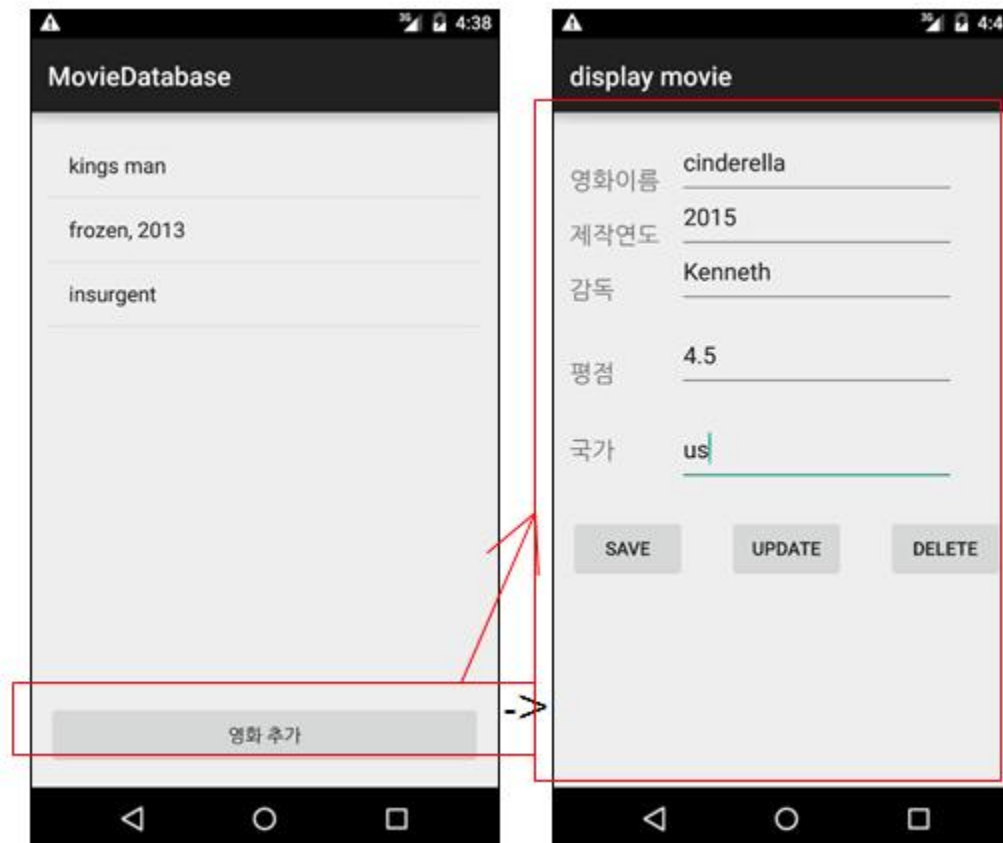 3G 4:38
MovieDatabase
kings man
frozen, 2013
insurgent
영화 추가
->
3G 4:4
display movie
영화이름 cinderella
제작연도 2015
감독 Kenneth
평점 4.5
국가 us
SAVE UPDATE DELETE